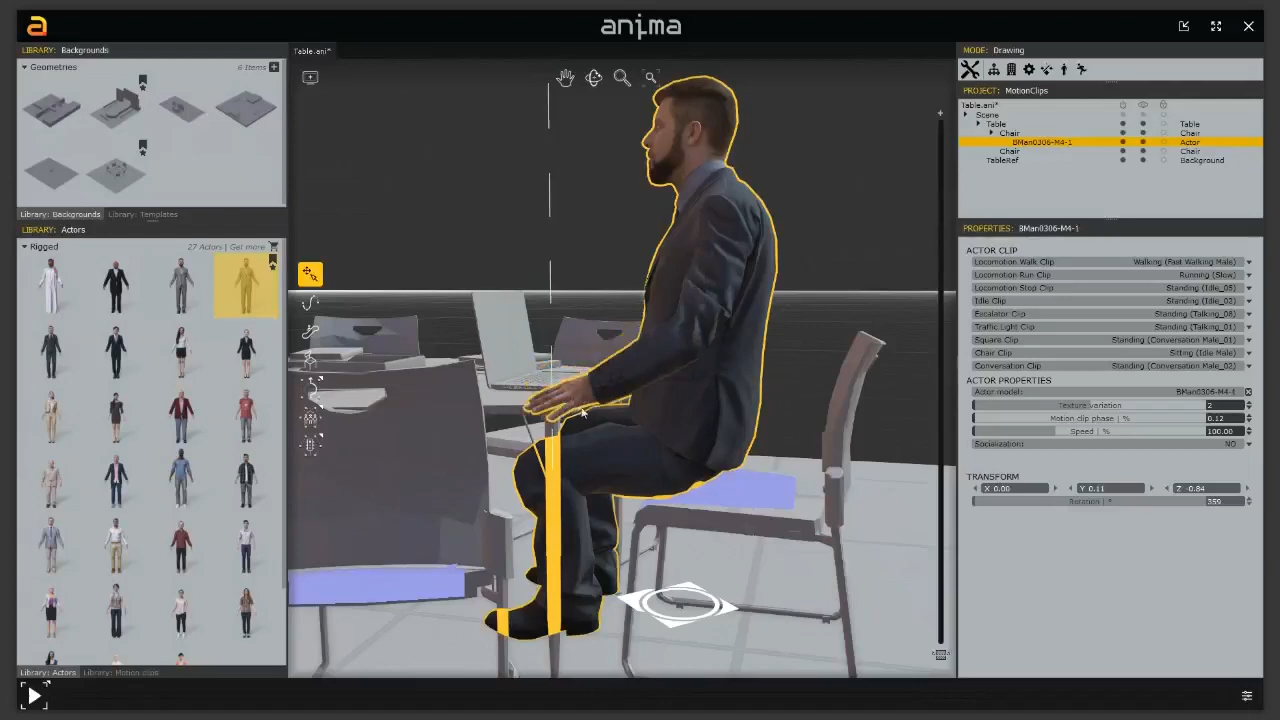 a
anima
LIBRARY: Backgrounds
Geometries
6 Items
Library: Backgrounds
Library: Templates
LIBRARY: Actors
Rigged
27 Actors | Get more
Library: Actors
Library: Motion clips
Table.ani*
MODE: Drawing
PROJECT: MotionClips
Table.ani*
Scene
Table Table
Chair Chair
BMan0306-M4-1 Actor
Chair Chair
TableRef Background
PROPERTIES: BMan0306-M4-1
ACTOR CLIP
Locomotion Walk Clip Walking (Fast Walking Male)
Locomotion Run Clip Running (Slow)
Locomotion Stop Clip Standing (Idle_05)
Idle Clip Standing (Idle_02)
Escalator Clip Standing (Talking_08)
Traffic Light Clip Standing (Talking_01)
Square Clip Standing (Conversation Male_01)
Chair Clip Sitting (Idle Male)
Conversation Clip Standing (Conversation Male_02)
ACTOR PROPERTIES
Actor model: BMan0306-M4-1
Texture variation 2
Motion clip phase | % 0.12
Speed | % 100.00
Socialization: NO
TRANSFORM
X 0.00 Y 0.11 Z -0.84
Rotation | ° 359